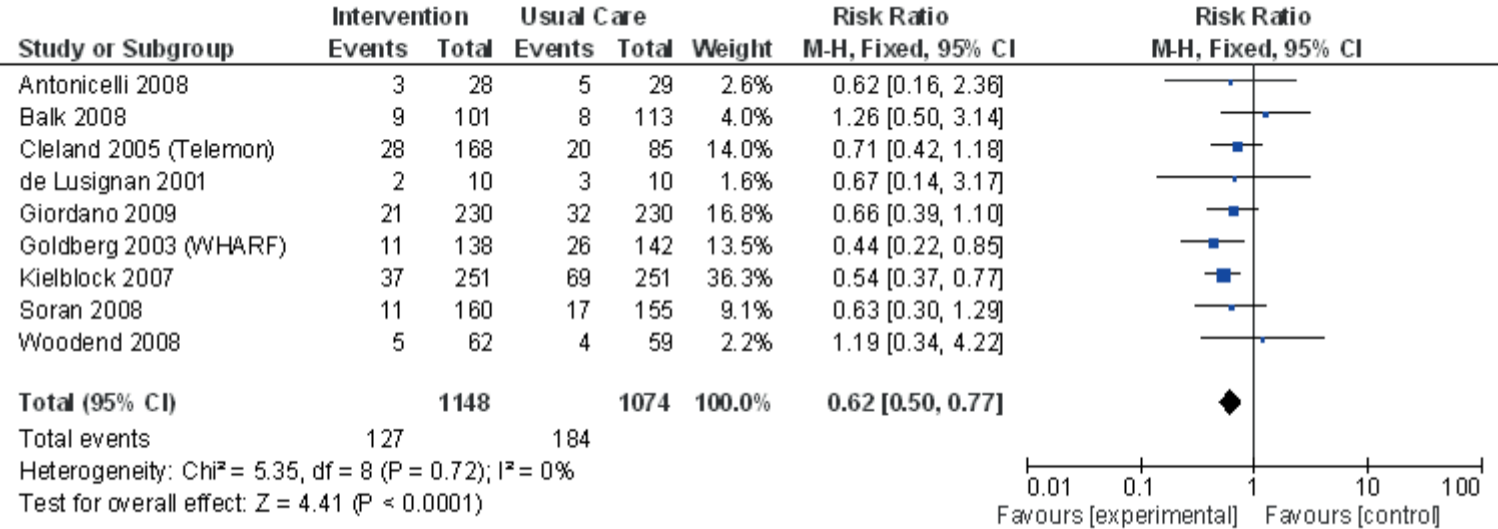 Intervention Usual Care Risk Ratio Risk Ratio
Study or Subgroup Events Total Events Total Weight M-H, Fixed, 95% CI M-H, Fixed, 95% CI
Antonicelli 2008 3 28 5 29 2.6% 0.62 [0.16, 2.36]
Balk 2008 9 101 8 113 4.0% 1.26 [0.50, 3.14]
Cleland 2005 (Telemon) 28 168 20 85 14.0% 0.71 [0.42, 1.18]
de Lusignan 2001 2 10 3 10 1.6% 0.67 [0.14, 3.17]
Giordano 2009 21 230 32 230 16.8% 0.66 [0.39, 1.10]
Goldberg 2003 (WHARF) 11 138 26 142 13.5% 0.44 [0.22, 0.85]
Kielblock 2007 37 251 69 251 36.3% 0.54 [0.37, 0.77]
Soran 2008 11 160 17 155 9.1% 0.63 [0.30, 1.29]
Woodend 2008 5 62 4 59 2.2% 1.19 [0.34, 4.22]
Total (95% CI) 1148 1074 100.0% 0.62 [0.50, 0.77]
Total events 127 184
Heterogeneity: Chi² = 5.35, df = 8 (P = 0.72); I² = 0%
Test for overall effect: Z = 4.41 (P < 0.0001)
0.01 0.1 1 10 100
Favours [experimental] Favours [control]